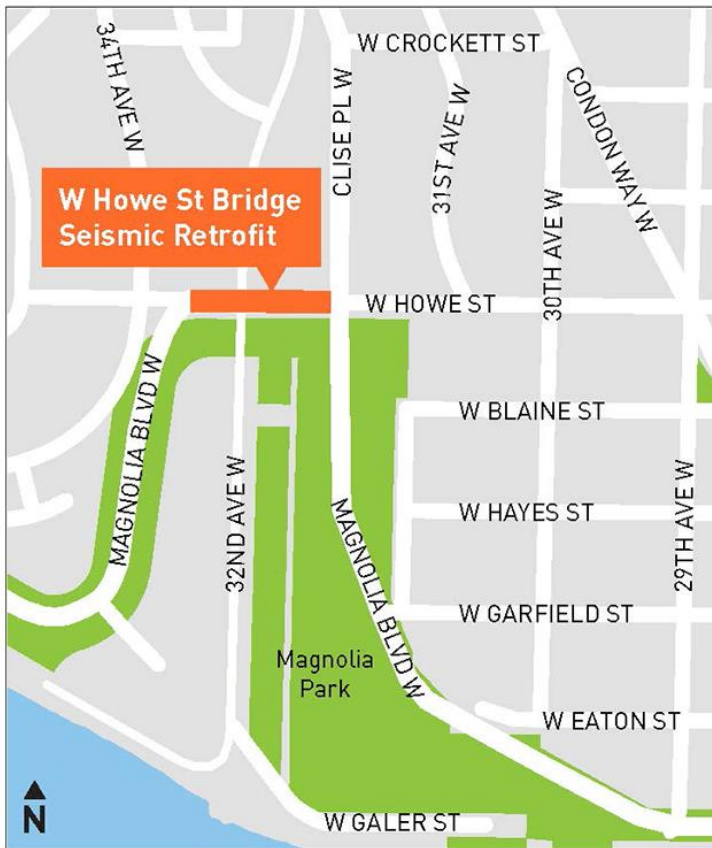 34TH AVE W
W CROCKETT ST
CLISE PL W
31ST AVE W
CONDON WAY W
30TH AVE W
W Howe St Bridge
Seismic Retrofit
W HOWE ST
MAGNOLIA BLVD W
W BLAINE ST
32ND AVE W
W HAYES ST
29TH AVE W
MAGNOLIA BLVD W
W GARFIELD ST
Magnolia
Park
W EATON ST
N
W GALER ST